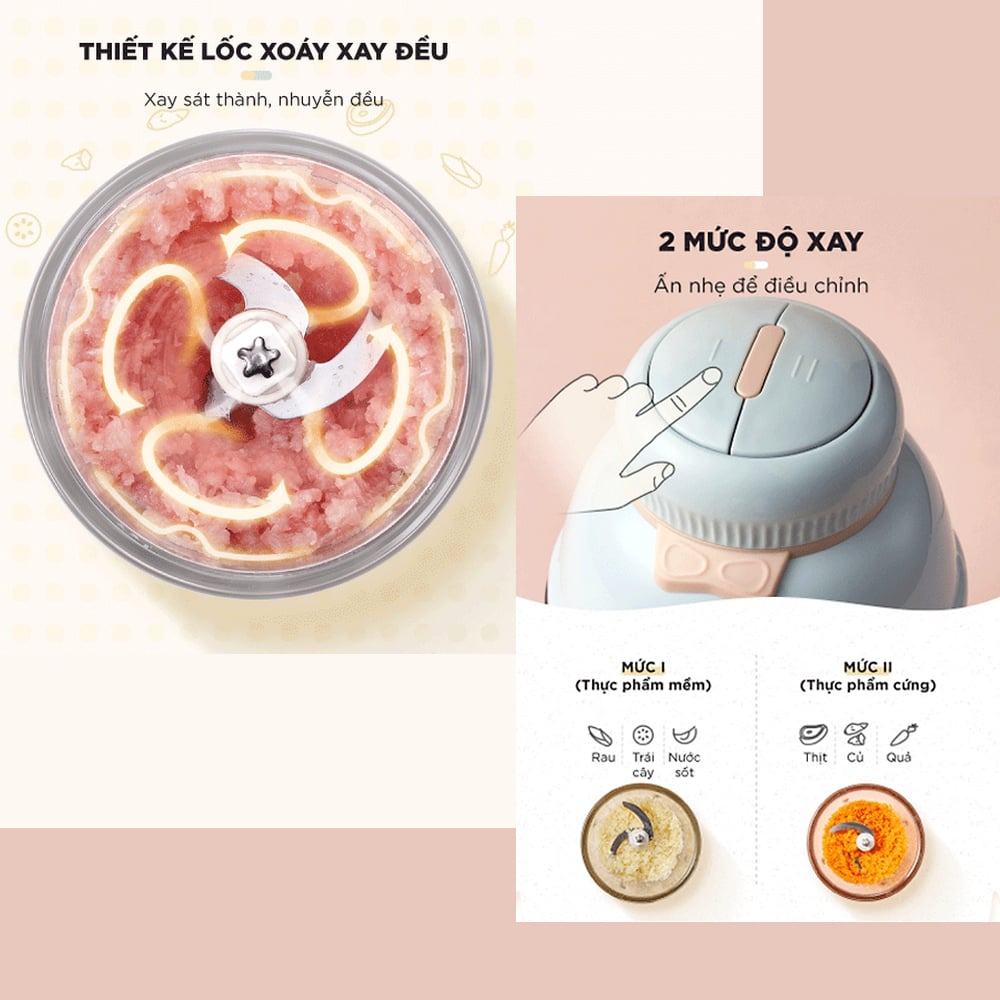 THIẾT KẾ LỐC XOÁY XAY ĐỀU
Xay sát thành, nhuyễn đều
2 MỨC ĐỘ XAY
Ấn nhẹ để điều chỉnh
MỨC I
(Thực phẩm mềm)
Rau
Trái
cây
Nước
sốt
MỨC II
(Thực phẩm cứng)
Thịt
Củ
Quả